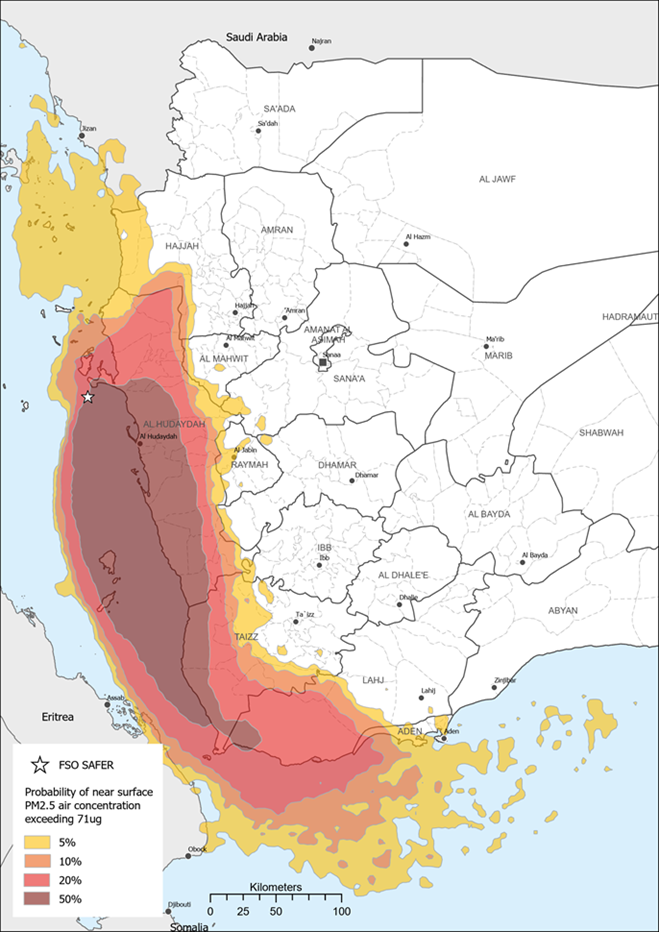 Saudi Arabia
Najran
SA'ADA
Sa'dah
Jizan
AL JAWF
HAJJAH
AMRAN
Al Hazmi
Hajjah
'Amran
HADRAMAUT
AMANAT AL
ASIMAH
Al Mahwit
Ma'rib
MARIB
AL MAHWIT
Sanaa
SANA'A
AL HUDAYDAH
Al Hudaydah
SHABWAH
Al Jabin
RAYMAH
DHAMAR
Dhamar
AL BAYDA
IBB
Ibb
Al Bayda
AL DHALE'E
Dhale
ABYAN
Ta`izz
TAIZZ
LAHJ
Lahij
Zinjibar
Assab
Eritrea
ADEN
Aden
FSO SAFER
Probability of near surface
PM2.5 air concentration
exceeding 71ug
5%
10%
20%
50%
Obock
Kilometers
0 25 50 100
Djibouti
Somalia